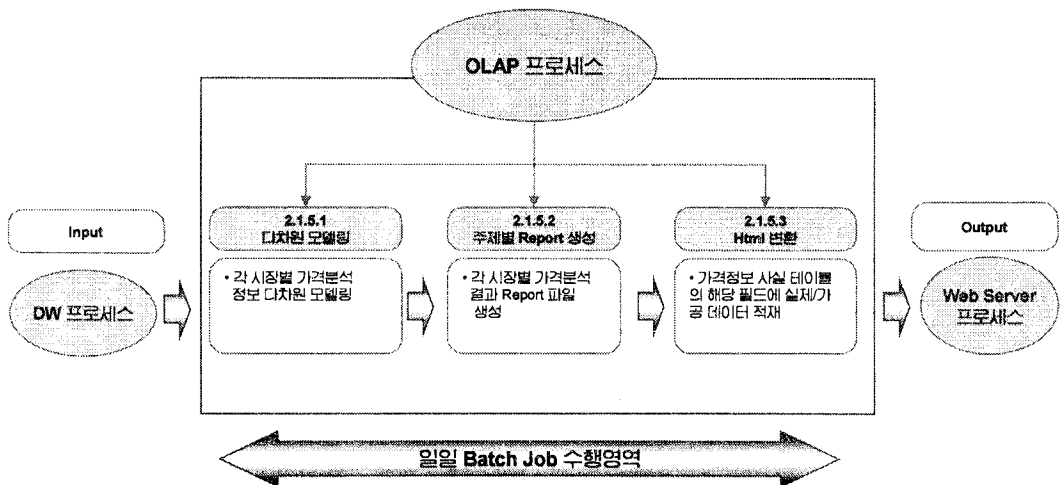 OLAP 프로세스
Input
DW 프로세스
2.1.5.1
다차원 모델링
• 각 시장별 가격분석
정보 다차원 모델링
2.1.5.2
주제별 Report 생성
• 각 시장별 가격분석
결과 Report 파일
생성
2.1.5.3
Html 변환
• 가격정보 사실 테이블
의 해당 필드에 실제/가
공 데이터 적재
Output
Web Server
프로세스
일일 Batch Job 수행영역